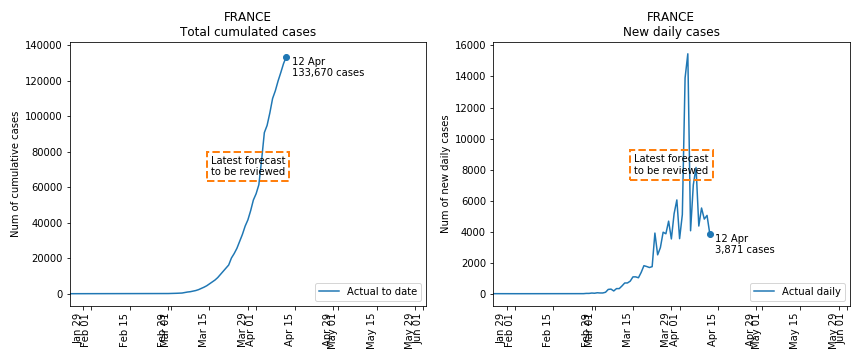 FRANCE
Total cumulated cases
Num of cumulative cases
140000
120000
100000
80000
60000
40000
20000
0
12 Apr
133,670 cases
Latest forecast
to be reviewed
Actual to date
Jan 29
Feb 01
Feb 15
Feb 29
Mar 01
Mar 15
Mar 29
Apr 01
Apr 15
Apr 29
May 01
May 15
May 29
Jun 01
FRANCE
New daily cases
Num of new daily cases
16000
14000
12000
10000
8000
6000
4000
2000
0
Latest forecast
to be reviewed
12 Apr
3,871 cases
Actual daily
Jan 29
Feb 01
Feb 15
Feb 29
Mar 01
Mar 15
Mar 29
Apr 01
Apr 15
Apr 29
May 01
May 15
May 29
Jun 01